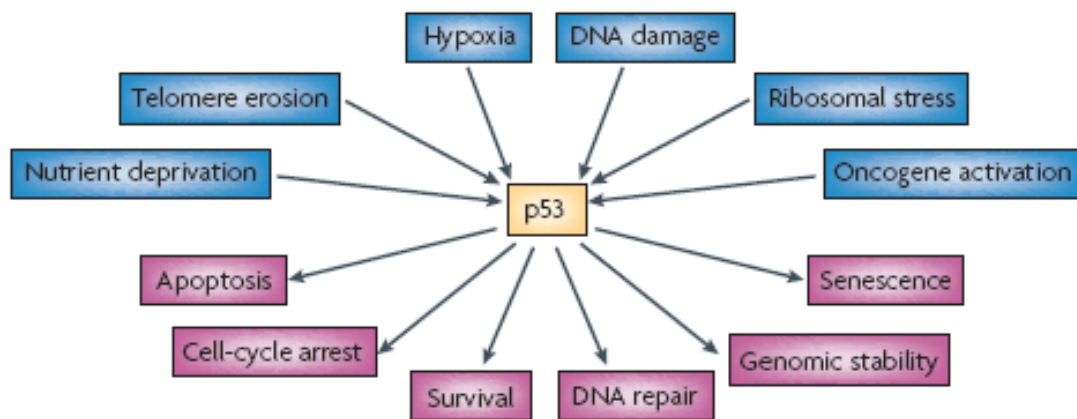 Hypoxia
DNA damage
Telomere erosion
Ribosomal stress
Nutrient deprivation
Oncogene activation
p53
Apoptosis
Senescence
Cell-cycle arrest
Genomic stability
Survival
DNA repair